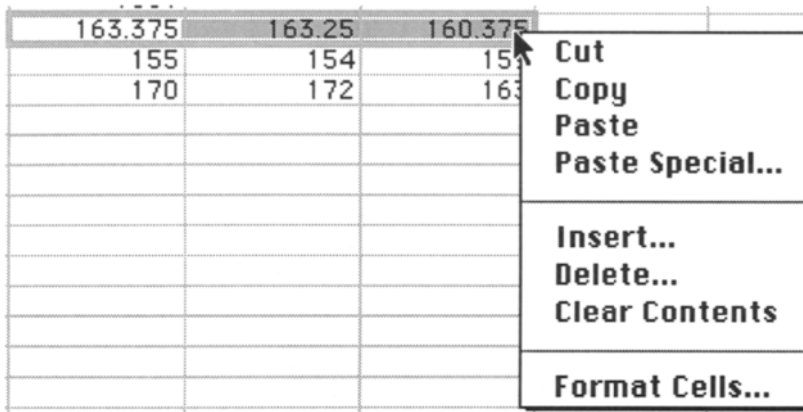 163.375 163.25 160.375
155 154
170 172 163
Cut
Copy
Paste
Paste Special...
Insert...
Delete...
Clear Contents
Format Cells...